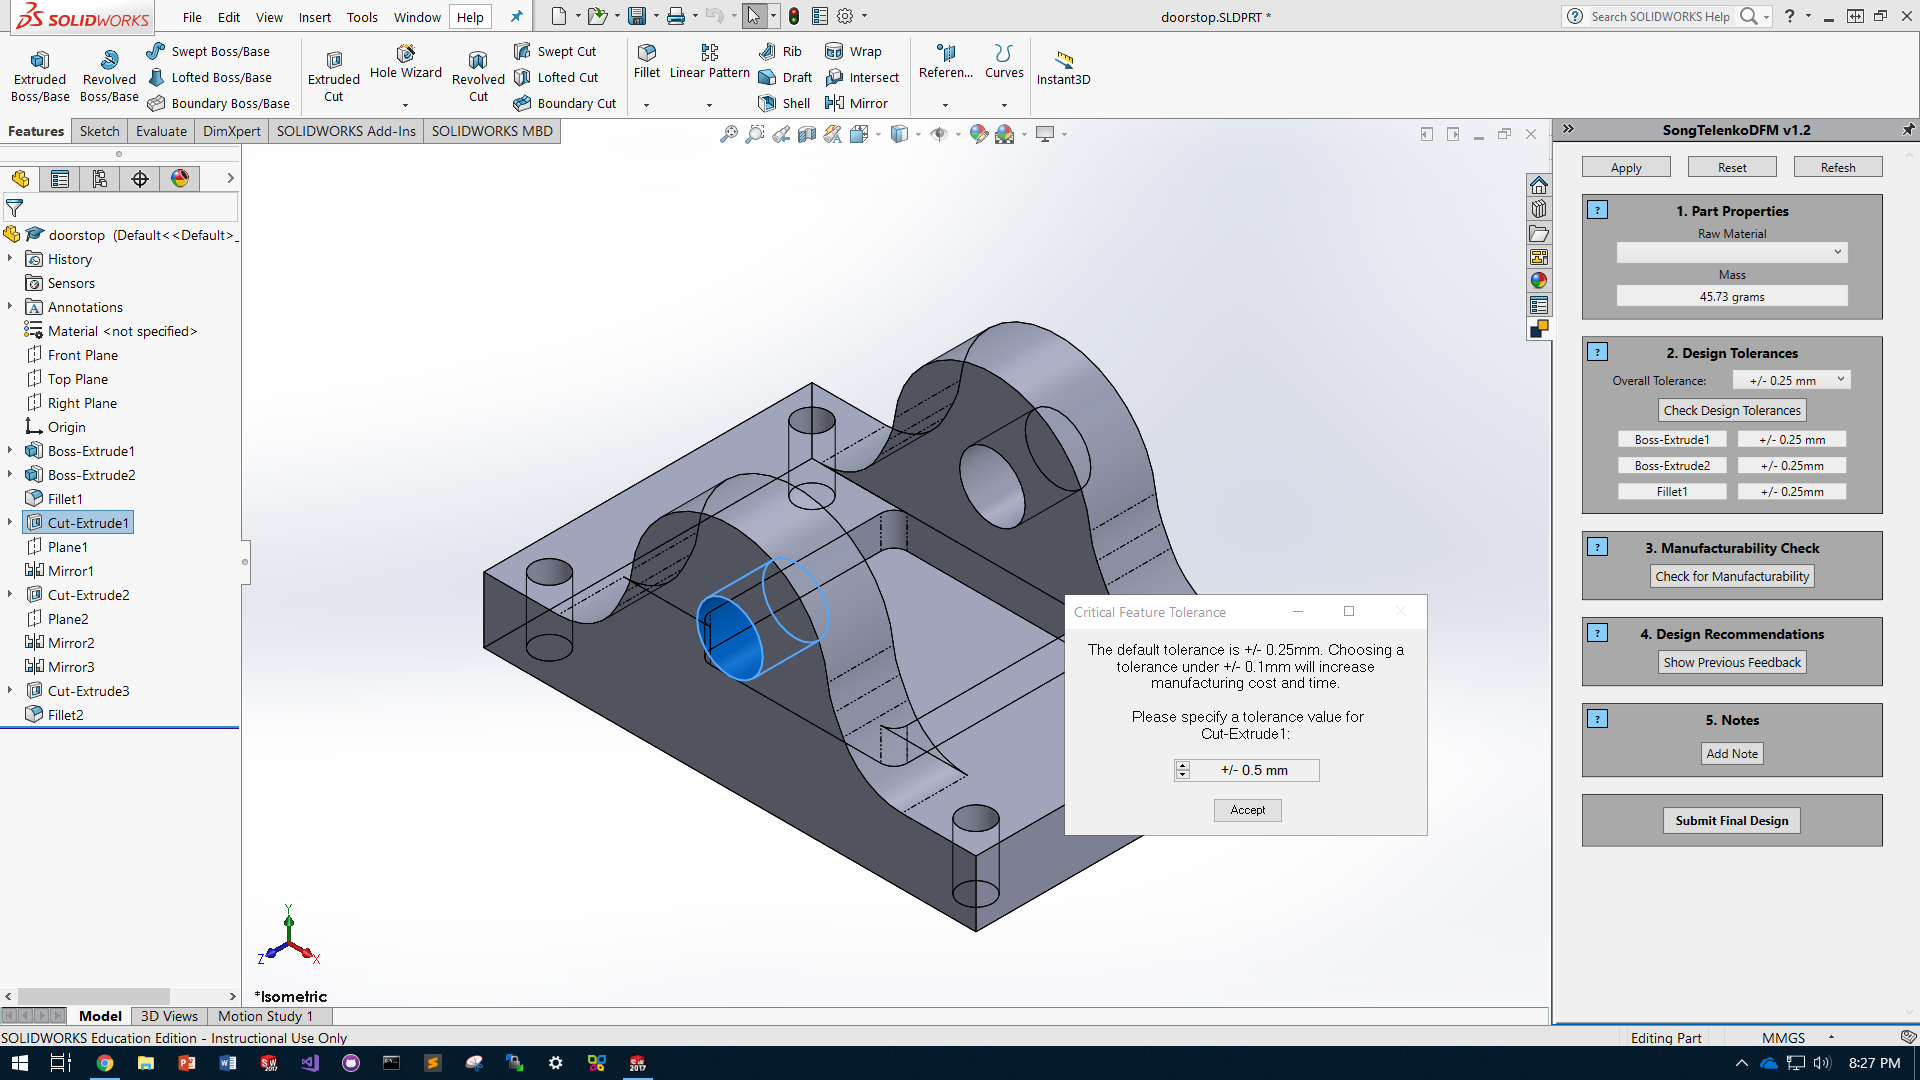 SOLIDWORKS
File Edit View Insert Tools Window Help
doorstop.SLDPRT *
Search SOLIDWORKS Help
Extruded Boss/Base
Revolved Boss/Base
Swept Boss/Base
Lofted Boss/Base
Boundary Boss/Base
Extruded Cut
Hole Wizard
Revolved Cut
Swept Cut
Lofted Cut
Boundary Cut
Fillet
Linear Pattern
Rib
Draft
Shell
Wrap
Intersect
Mirror
Referen...
Curves
Instant3D
Features Sketch Evaluate DimXpert SOLIDWORKS Add-Ins SOLIDWORKS MBD
doorstop (Default<<Default>_
History
Sensors
Annotations
Material <not specified>
Front Plane
Top Plane
Right Plane
Origin
Boss-Extrude1
Boss-Extrude2
Fillet1
Cut-Extrude1
Plane1
Mirror1
Cut-Extrude2
Plane2
Mirror2
Mirror3
Cut-Extrude3
Fillet2
Y
Z
X
*Isometric
Critical Feature Tolerance
The default tolerance is +/- 0.25mm. Choosing a
tolerance under +/- 0.1mm will increase
manufacturing cost and time.
Please specify a tolerance value for
Cut-Extrude1:
+/- 0.5 mm
Accept
SongTelenkoDFM v1.2
Apply Reset Refesh
? 1. Part Properties
Raw Material
Mass
45.73 grams
? 2. Design Tolerances
Overall Tolerance: +/- 0.25 mm
Check Design Tolerances
Boss-Extrude1 +/- 0.25 mm
Boss-Extrude2 +/- 0.25mm
Fillet1 +/- 0.25mm
? 3. Manufacturability Check
Check for Manufacturability
? 4. Design Recommendations
Show Previous Feedback
? 5. Notes
Add Note
Submit Final Design
Model 3D Views Motion Study 1
SOLIDWORKS Education Edition - Instructional Use Only
Editing Part MMGS
8:27 PM